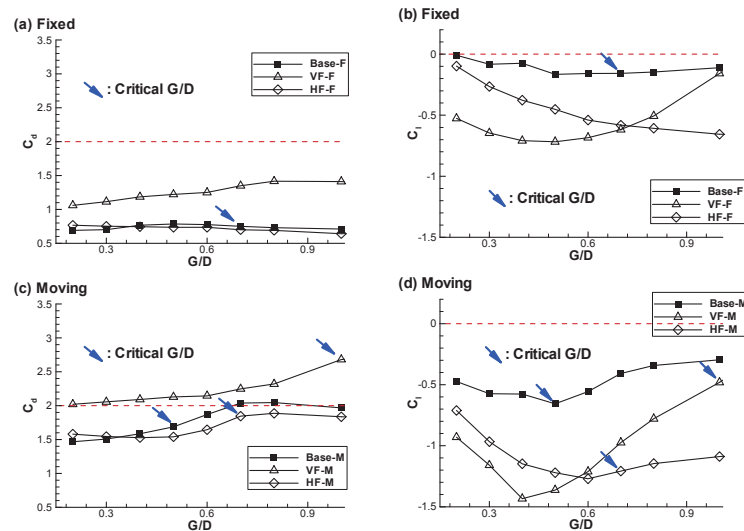 (a) Fixed
3.5
3
2.5
2
1.5
1
0.5
C_d
0.3
0.6
0.9
G/D
Base-F
VF-F
HF-F
: Critical G/D
(b) Fixed
0
-0.5
-1
-1.5
C_l
0.3
0.6
0.9
G/D
: Critical G/D
Base-F
VF-F
HF-F
(c) Moving
3.5
3
2.5
2
1.5
1
0.5
C_d
0.3
0.6
0.9
G/D
: Critical G/D
Base-M
VF-M
HF-M
(d) Moving
0
-0.5
-1
-1.5
C_l
0.3
0.6
0.9
G/D
Base-M
VF-M
HF-M
: Critical G/D